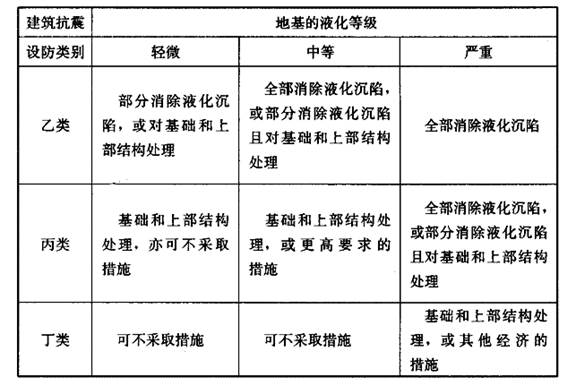 建筑抗震
设防类别
地基的液化等级
轻微
中等
严重
乙类
部分消除液化沉
陷，或对基础和上
部结构处理
全部消除液化沉陷，
或部分消除液化沉陷
且对基础和上部结构
处理
全部消除液化沉陷
丙类
基础和上部结构
处理，亦可不采取
措施
基础和上部结构处
理，或更高要求的
措施
全部消除液化沉陷，
或部分消除液化沉陷
且对基础和上部结构
处理
丁类
可不采取措施
可不采取措施
基础和上部结构处
理，或其他经济的
措施